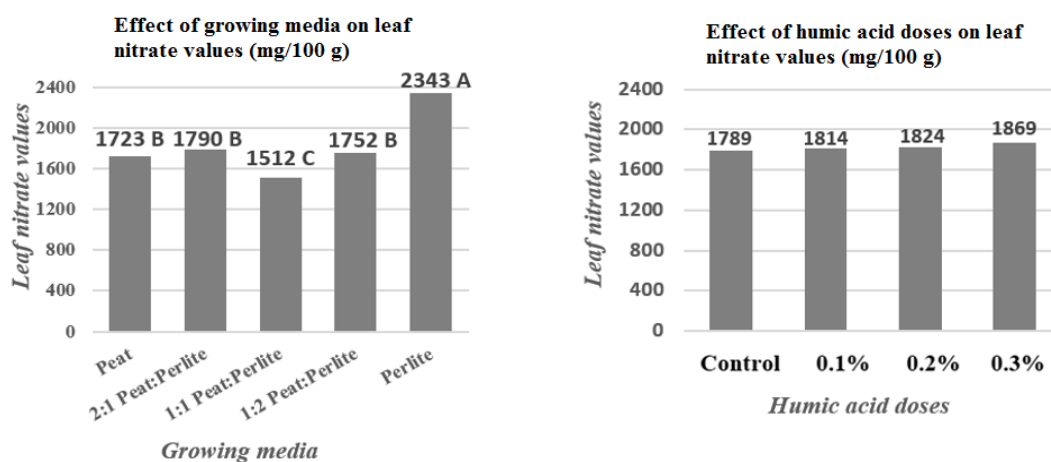 Effect of growing media on leaf
nitrate values (mg/100 g)
Leaf nitrate values
2400
2000
1600
1200
800
400
0
1723 B
1790 B
1512 C
1752 B
2343 A
Peat
2:1 Peat:Perlite
1:1 Peat:Perlite
1:2 Peat:Perlite
Perlite
Growing media
Effect of humic acid doses on leaf
nitrate values (mg/100 g)
Leaf nitrate values
2400
2000
1600
1200
800
400
0
1789
1814
1824
1869
Control
0.1%
0.2%
0.3%
Humic acid doses